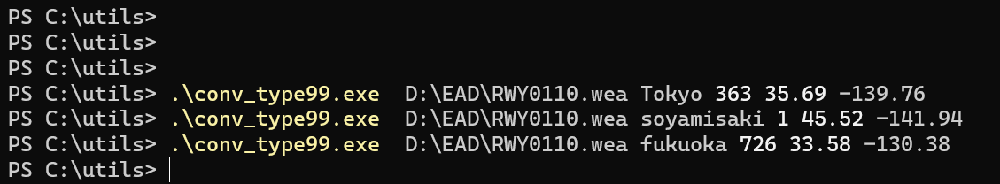 PS C:\utils>
PS C:\utils>
PS C:\utils>
PS C:\utils> .\conv_type99.exe  D:\EAD\RWY0110.wea Tokyo 363 35.69 -139.76
PS C:\utils> .\conv_type99.exe  D:\EAD\RWY0110.wea soyamisaki 1 45.52 -141.94
PS C:\utils> .\conv_type99.exe  D:\EAD\RWY0110.wea fukuoka 726 33.58 -130.38
PS C:\utils>